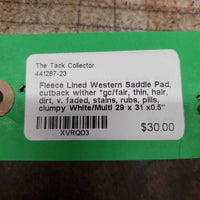 The Tack Collector
441287-23
Fleece Lined Western Saddle Pad,
cutback wither *gc/fair, thin, hair,
dirt, v. faded, stains, rubs, pills,
clumpy White/Multi 29 x 31 x0.5"
XVRQD3
$30.00